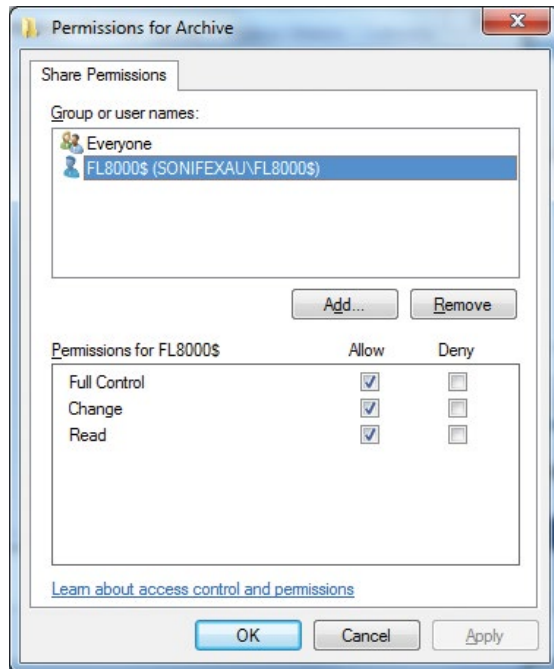 Permissions for Archive
Share Permissions
Group or user names:
Everyone
FL8000$ (SONIFEXAU\FL8000$)
Add... Remove
Permissions for FL8000$ Allow Deny
Full Control
Change
Read
Learn about access control and permissions
OK Cancel Apply